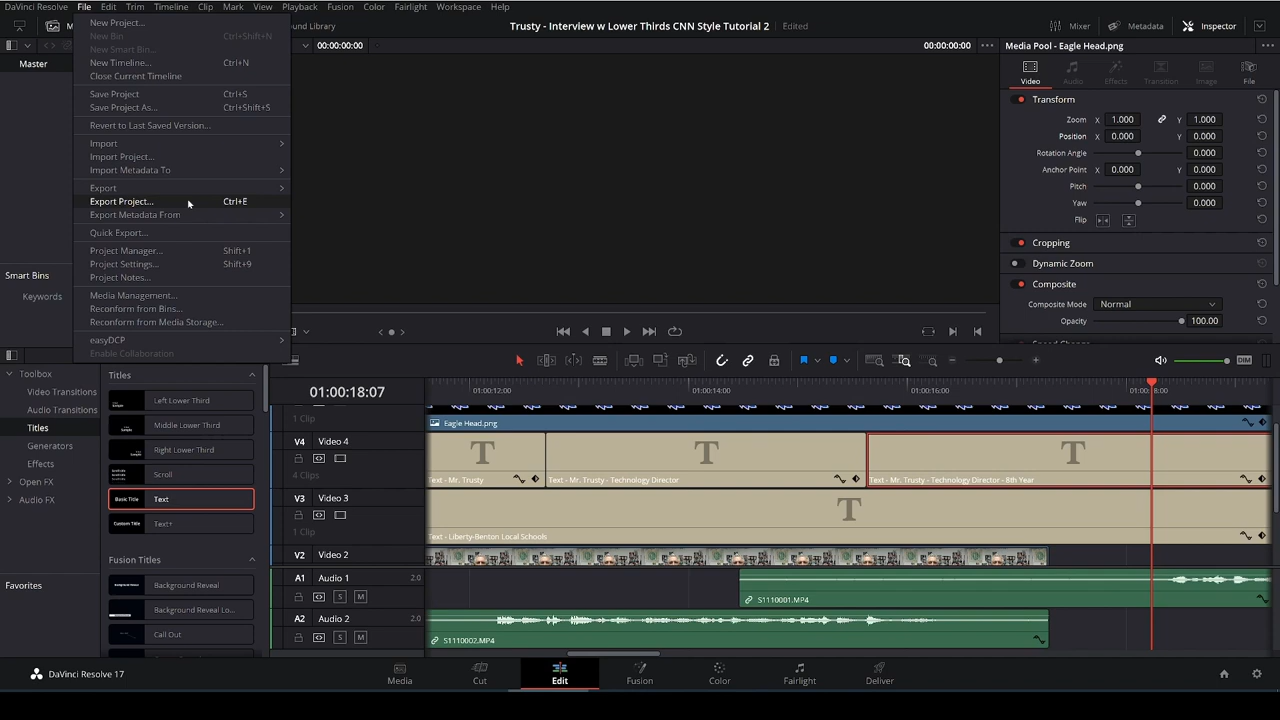 DaVinci Resolve File Edit Trim Timeline Clip Mark View Playback Fusion Color Fairlight Workspace Help
Sound Library Trusty - Interview w Lower Thirds CNN Style Tutorial 2 Edited Mixer Metadata Inspector
00:00:00:00 00:00:00:00 Media Pool - Eagle Head.png
Master
Smart Bins
Keywords
New Project...
New Bin Ctrl+Shift+N
New Smart Bin...
New Timeline... Ctrl+N
Close Current Timeline
Save Project Ctrl+S
Save Project As... Ctrl+Shift+S
Revert to Last Saved Version...
Import
Import Project...
Import Metadata To
Export
Export Project... Ctrl+E
Export Metadata From
Quick Export...
Project Manager... Shift+1
Project Settings... Shift+9
Project Notes...
Media Management...
Reconform from Bins...
Reconform from Media Storage...
easyDCP
Enable Collaboration
Video Audio Effects Transition Image File
Transform
Zoom X 1.000 Y 1.000
Position X 0.000 Y 0.000
Rotation Angle 0.000
Anchor Point X 0.000 Y 0.000
Pitch 0.000
Yaw 0.000
Flip
Cropping
Dynamic Zoom
Composite
Composite Mode Normal
Opacity 100.00
DIM
Toolbox
Video Transitions
Audio Transitions
Titles
Generators
Effects
Open FX
Audio FX
Favorites
Titles
Left Lower Third
Middle Lower Third
Right Lower Third
Scroll
Basic Title Text
Custom Title Text+
Fusion Titles
Background Reveal
Background Reveal Lo...
Call Out
01:00:18:07
01:00:12:00 01:00:14:00 01:00:16:00 01:00:18:00
1 Clip Eagle Head.png
V4 Video 4
4 Clips
T T T
Text - Mr. Trusty Text - Mr. Trusty - Technology Director Text - Mr. Trusty - Technology Director - 8th Year
V3 Video 3
1 Clip
T
Text - Liberty-Benton Local Schools
V2 Video 2
A1 Audio 1 2.0
S M
S1110001.MP4
A2 Audio 2 2.0
S M
S1110002.MP4
DaVinci Resolve 17
Media Cut Edit Fusion Color Fairlight Deliver